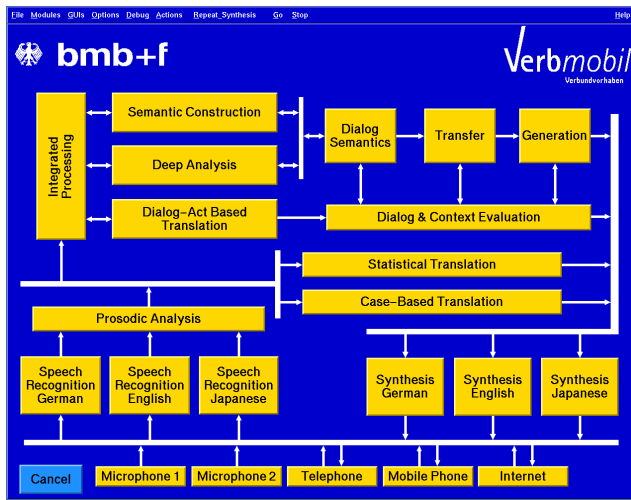 File Modules GUIs Options Debug Actions Repeat_Synthesis Go Stop Help
bmb+f
Verbmobil
Verbundvorhaben
Integrated
Processing
Semantic Construction
Deep Analysis
Dialog-Act Based
Translation
Dialog
Semantics
Transfer
Generation
Dialog & Context Evaluation
Statistical Translation
Case-Based Translation
Prosodic Analysis
Speech
Recognition
German
Speech
Recognition
English
Speech
Recognition
Japanese
Synthesis
German
Synthesis
English
Synthesis
Japanese
Cancel
Microphone 1
Microphone 2
Telephone
Mobile Phone
Internet